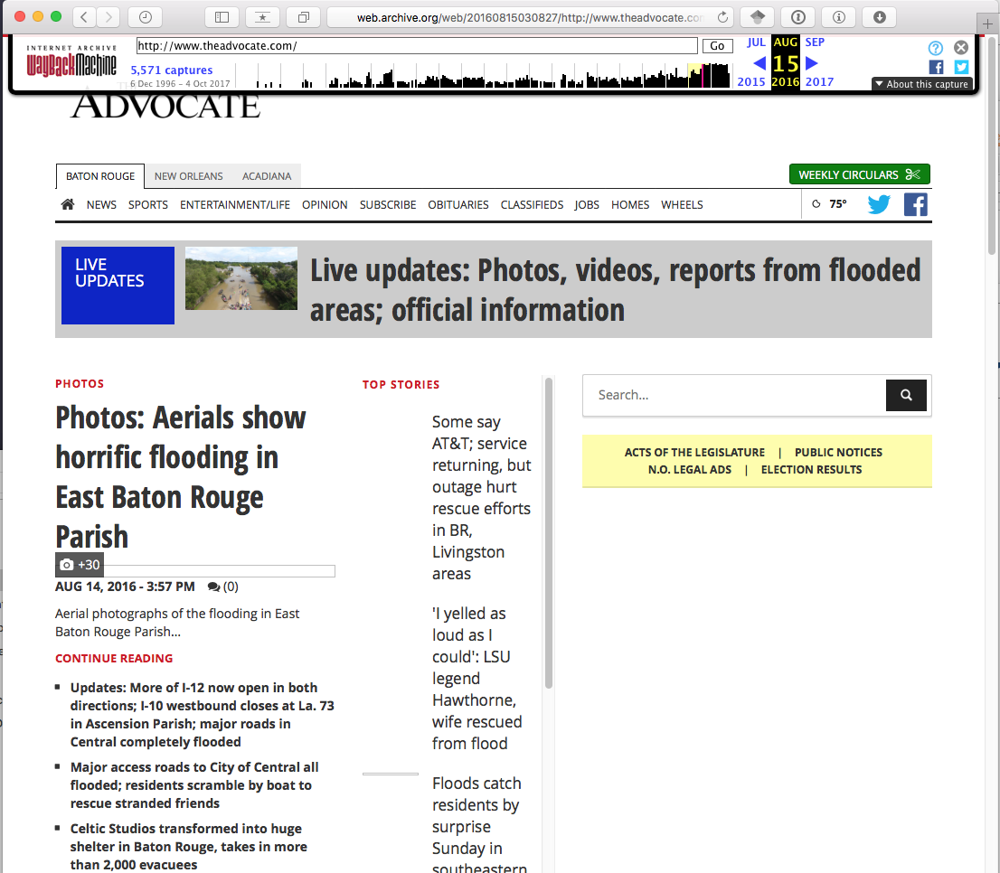 web.archive.org/web/20160815030827/http://www.theadvocate.co
INTERNET ARCHIVE
WayBackMachine
http://www.theadvocate.com/
Go
5,571 captures
6 Dec 1996 – 4 Oct 2017
JUL AUG SEP
15
2015 2016 2017
About this capture
ADVOCATE
BATON ROUGE
NEW ORLEANS
ACADIANA
WEEKLY CIRCULARS
NEWS SPORTS ENTERTAINMENT/LIFE OPINION SUBSCRIBE OBITUARIES CLASSIFIEDS JOBS HOMES WHEELS
75°
LIVE
UPDATES
Live updates: Photos, videos, reports from flooded
areas; official information
PHOTOS
Photos: Aerials show
horrific flooding in
East Baton Rouge
Parish
+30
AUG 14, 2016 - 3:57 PM (0)
Aerial photographs of the flooding in East
Baton Rouge Parish...
CONTINUE READING
Updates: More of I-12 now open in both
directions; I-10 westbound closes at La. 73
in Ascension Parish; major roads in
Central completely flooded
Major access roads to City of Central all
flooded; residents scramble by boat to
rescue stranded friends
Celtic Studios transformed into huge
shelter in Baton Rouge, takes in more
than 2,000 evacuees
TOP STORIES
Some say
AT&T; service
returning, but
outage hurt
rescue efforts
in BR,
Livingston
areas
'I yelled as
loud as I
could': LSU
legend
Hawthorne,
wife rescued
from flood
Floods catch
residents by
surprise
Sunday in
southeastern
Search...
ACTS OF THE LEGISLATURE | PUBLIC NOTICES
N.O. LEGAL ADS | ELECTION RESULTS